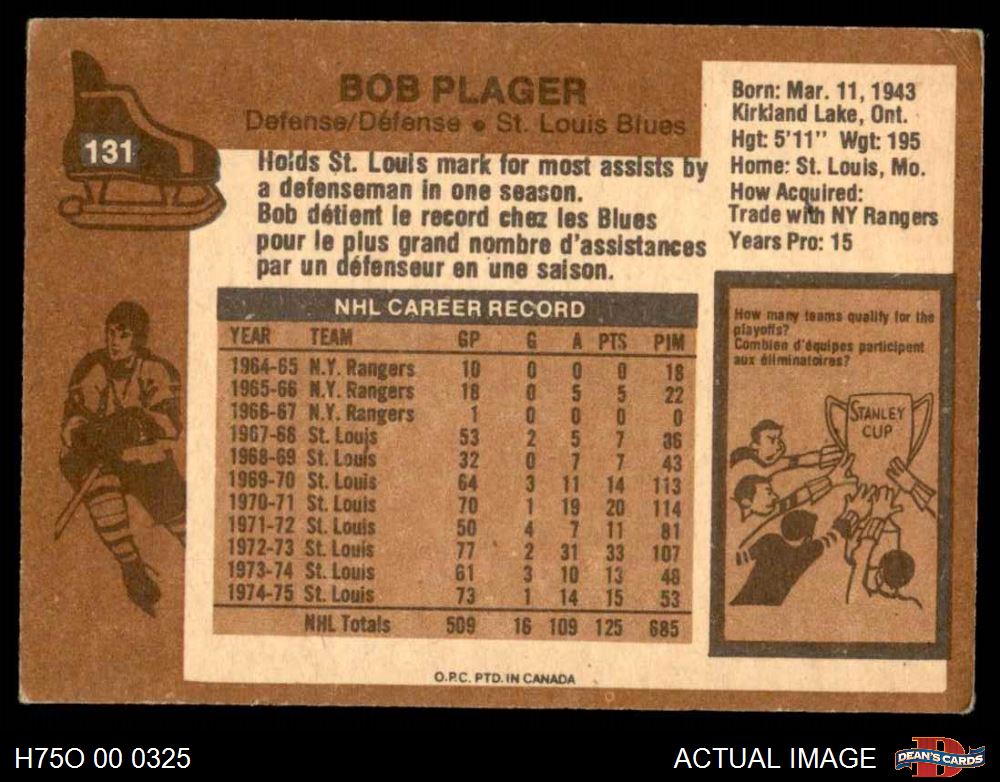 BOB PLAGER
Defense/Défense • St. Louis Blues
131
Holds St. Louis mark for most assists by
a defenseman in one season.
Bob détient le record chez les Blues
pour le plus grand nombre d'assistances
par un défenseur en une saison.
Born: Mar. 11, 1943
Kirkland Lake, Ont.
Hgt: 5'11" Wgt: 195
Home: St. Louis, Mo.
How Acquired:
Trade with NY Rangers
Years Pro: 15
NHL CAREER RECORD
YEAR TEAM GP G A PTS PIM
1964-65 N.Y. Rangers 10 0 0 0 18
1965-66 N.Y. Rangers 18 0 5 5 22
1966-67 N.Y. Rangers 1 0 0 0 0
1967-68 St. Louis 53 2 5 7 36
1968-69 St. Louis 32 0 7 7 43
1969-70 St. Louis 64 3 11 14 113
1970-71 St. Louis 70 1 19 20 114
1971-72 St. Louis 50 4 7 11 81
1972-73 St. Louis 77 2 31 33 107
1973-74 St. Louis 61 3 10 13 48
1974-75 St. Louis 73 1 14 15 53
NHL Totals 509 16 109 125 685
How many teams qualify for the
playoffs?
Combien d'équipes participent
aux éliminatoires?
STANLEY
CUP
O.P.C. PTD. IN CANADA
H75O 00 0325
ACTUAL IMAGE
D
DEAN'S CARDS